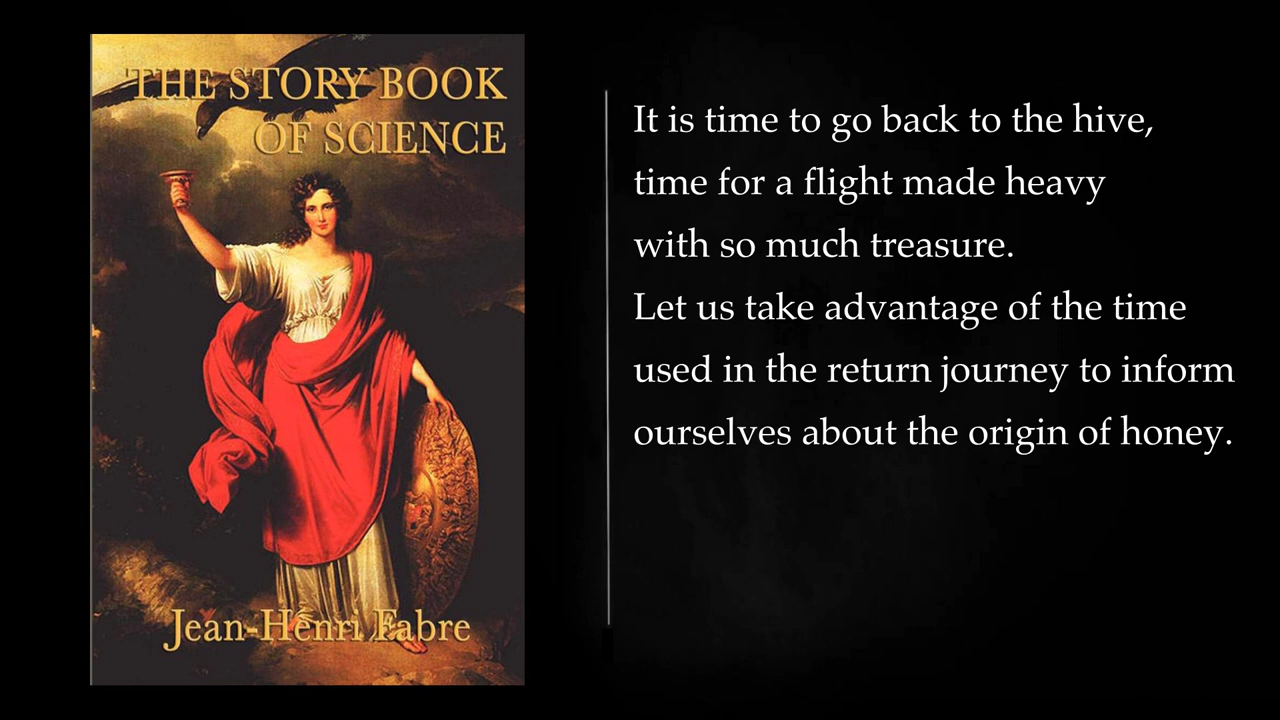 THE STORY BOOK
OF SCIENCE
Jean-Henri Fabre
It is time to go back to the hive,
time for a flight made heavy
with so much treasure.
Let us take advantage of the time
used in the return journey to inform
ourselves about the origin of honey.